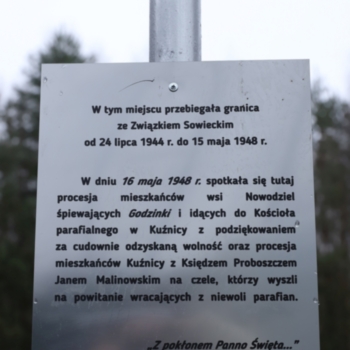 W tym miejscu przebiegała granica
ze Związkiem Sowieckim
od 24 lipca 1944 r. do 15 maja 1948 r.
W dniu 16 maja 1948 r. spotkała się tutaj
procesja mieszkańców wsi Nowodziel
śpiewających Godzinki i idących do Kościoła
parafialnego w Kuźnicy z podziękowaniem
za cudownie odzyskaną wolność oraz procesja
mieszkańców Kuźnicy z Księdzem Proboszczem
Janem Malinowskim na czele, którzy wyszli
na powitanie wracających z niewoli parafian.
„Z pokłonem Panno Święta..."